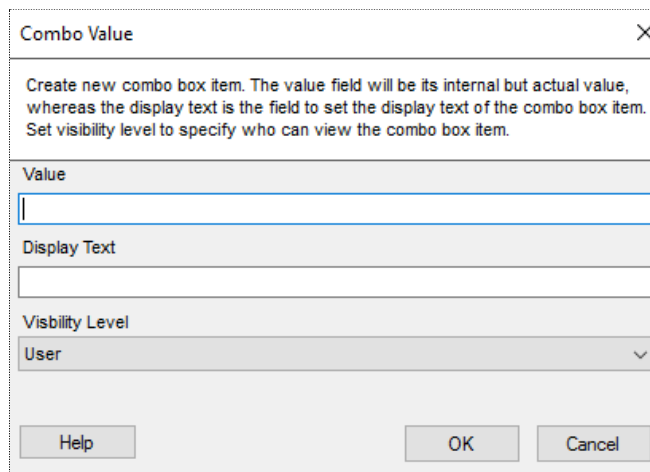 Combo Value
Create new combo box item. The value field will be its internal but actual value,
whereas the display text is the field to set the display text of the combo box item.
Set visibility level to specify who can view the combo box item.
Value
Display Text
Visbility Level
User
Help OK Cancel